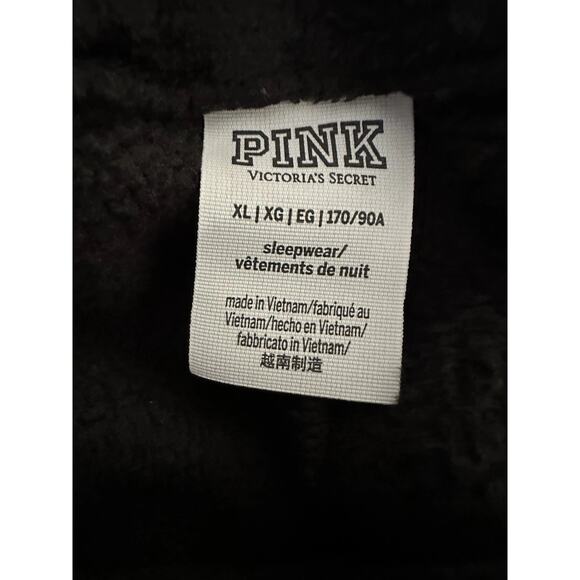 PINK
VICTORIA'S SECRET
XL | XG | EG | 170/90A
sleepwear/
vêtements de nuit
made in Vietnam/fabriqué au
Vietnam/hecho en Vietnam/
fabbricato in Vietnam/
越南制造